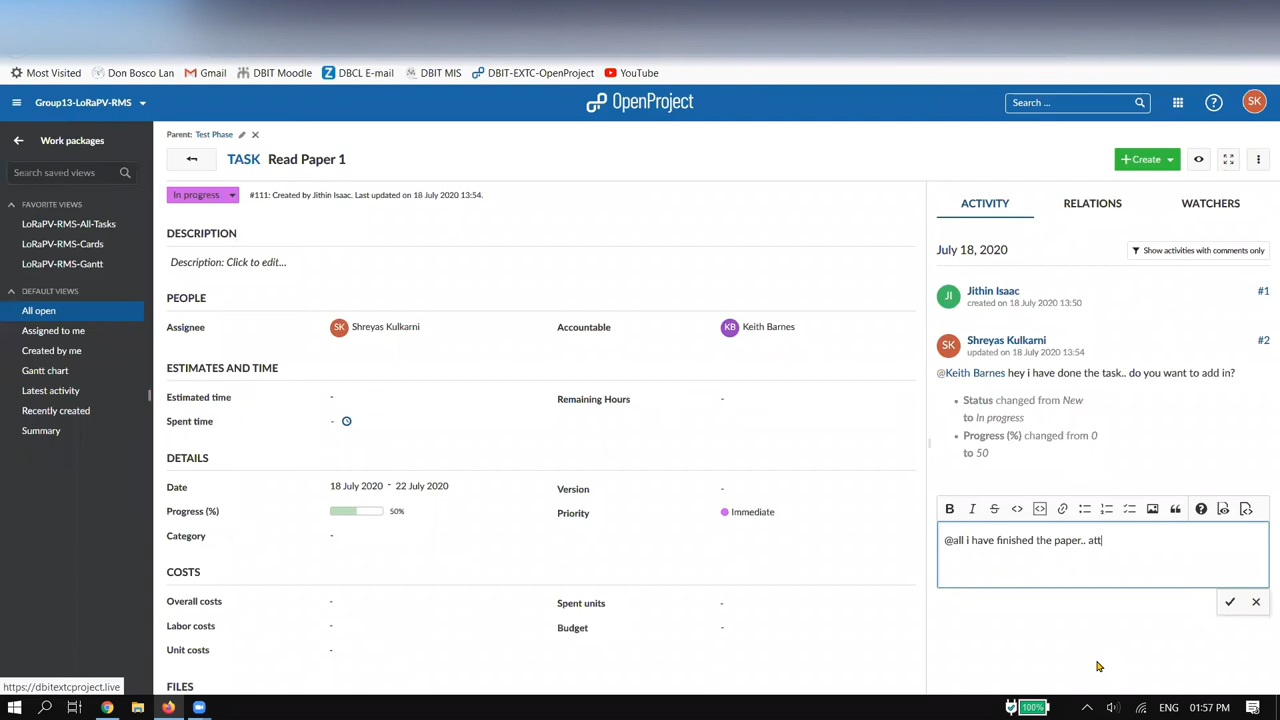 Most Visited Don Bosco Lan Gmail DBIT Moodle DBCL E-mail DBIT MIS DBIT-EXTC-OpenProject YouTube
Group13-LoRaPV-RMS OpenProject Search ... ? SK
Work packages
Search saved views
FAVORITE VIEWS
LoRaPV-RMS-All-Tasks
LoRaPV-RMS-Cards
LoRaPV-RMS-Gantt
DEFAULT VIEWS
All open
Assigned to me
Created by me
Gantt chart
Latest activity
Recently created
Summary
https://dbitextcproject.live
Parent: Test Phase
TASK Read Paper 1
+Create
In progress #111: Created by Jithin Isaac. Last updated on 18 July 2020 13:54.
DESCRIPTION
Description: Click to edit...
PEOPLE
Assignee SK Shreyas Kulkarni Accountable KB Keith Barnes
ESTIMATES AND TIME
Estimated time - Remaining Hours -
Spent time -
DETAILS
Date 18 July 2020 - 22 July 2020 Version -
Progress (%) 50% Priority Immediate
Category -
COSTS
Overall costs - Spent units -
Labor costs - Budget -
Unit costs -
FILES
ACTIVITY RELATIONS WATCHERS
July 18, 2020 Show activities with comments only
JI Jithin Isaac #1
created on 18 July 2020 13:50
SK Shreyas Kulkarni #2
updated on 18 July 2020 13:54
@Keith Barnes hey i have done the task.. do you want to add in?
Status changed from New
to In progress
Progress (%) changed from 0
to 50
B I S
@all i have finished the paper.. att
100% ENG 01:57 PM